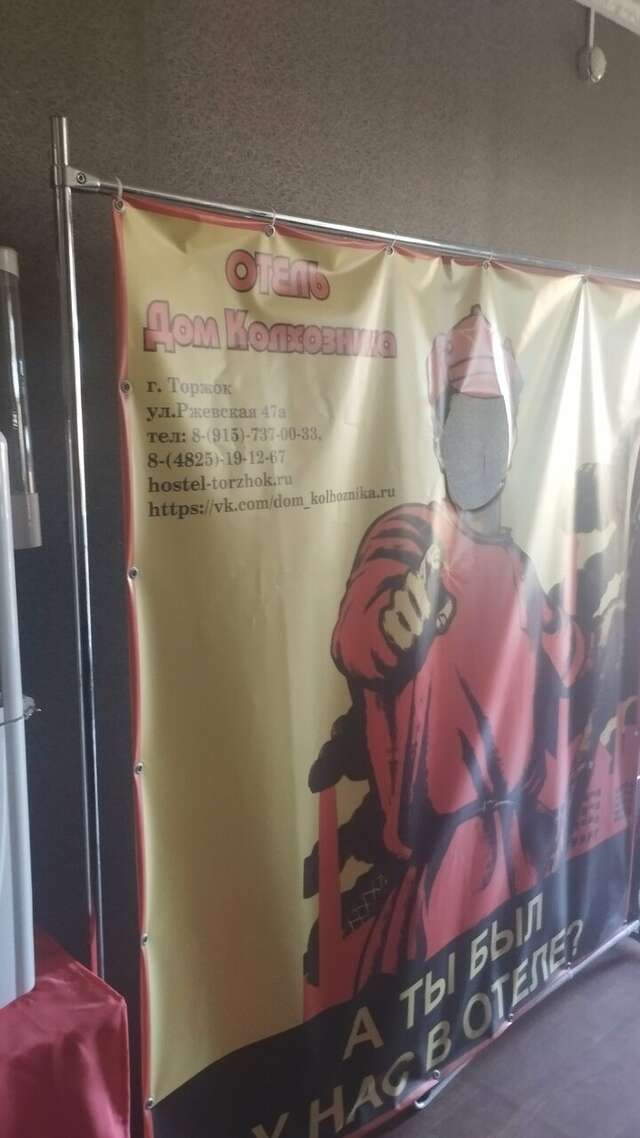 Отель
Дом Колхозника
г. Торжок
ул.Ржевская 47а
тел: 8-(915)-737-00-33,
8-(4825)-19-12-67
hostel-torzhok.ru
https://vk.com/dom_kolhoznika.ru
А ТЫ БЫЛ
У НАС В ОТЕЛЕ?